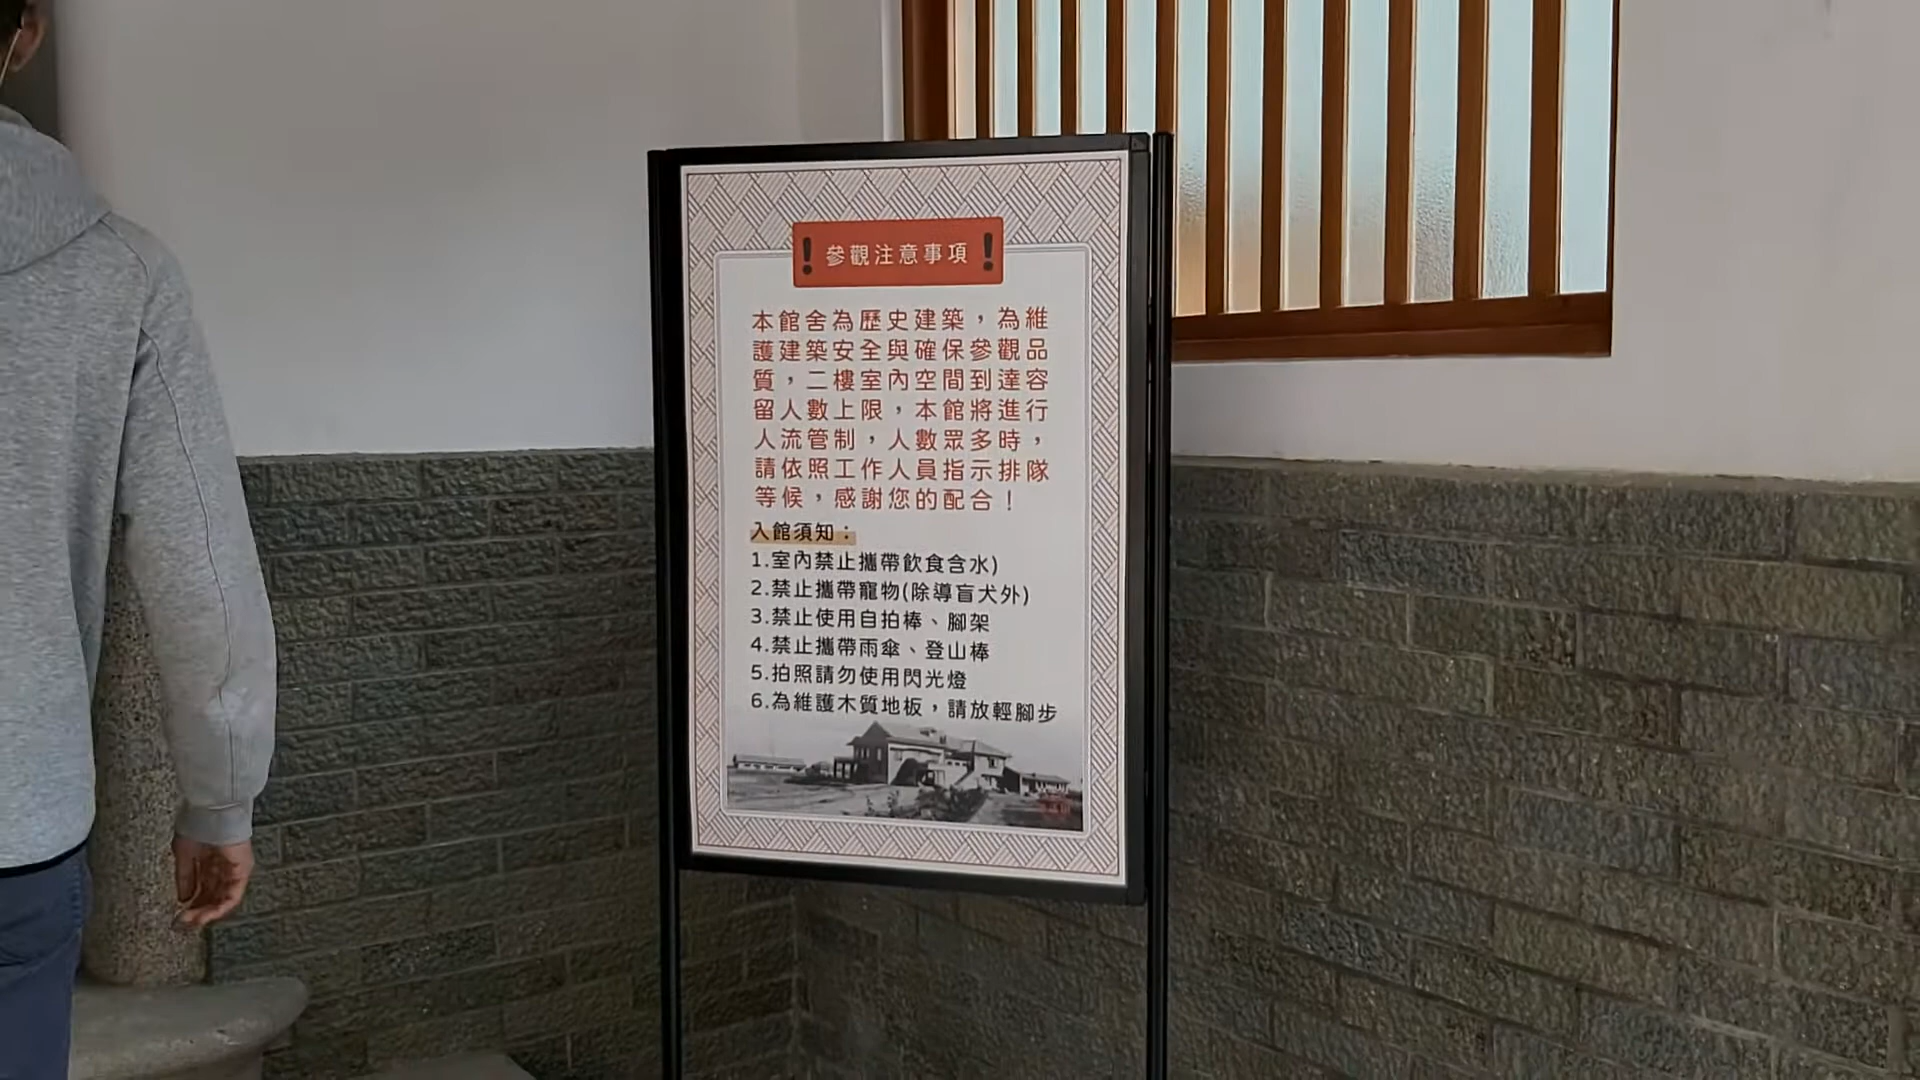 ! 參觀注意事項 !
本館舍為歷史建築，為維
護建築安全與確保參觀品
質，二樓室內空間到達容
留人數上限，本館將進行
人流管制，人數眾多時，
請依照工作人員指示排隊
等候，感謝您的配合！
入館須知：
1.室內禁止攜帶飲食含水)
2.禁止攜帶寵物(除導盲犬外)
3.禁止使用自拍棒、腳架
4.禁止攜帶雨傘、登山棒
5.拍照請勿使用閃光燈
6.為維護木質地板，請放輕腳步